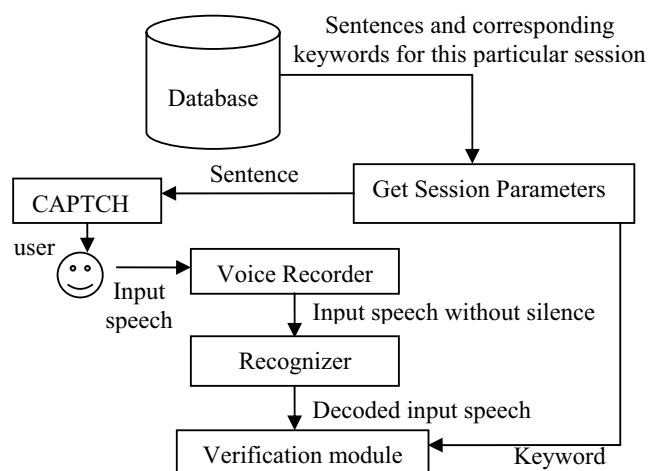 Sentences and corresponding
keywords for this particular session
Database
Sentence
Get Session Parameters
CAPTCH
user
Input
speech
Voice Recorder
Input speech without silence
Recognizer
Decoded input speech
Verification module
Keyword